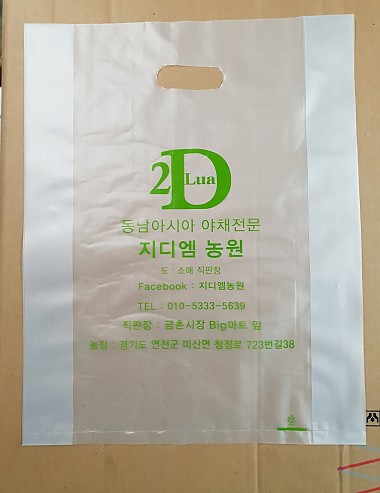 2D Lua
동남아시아 야채전문
지디엠 농원
도·소매 직판장
Facebook : 지디엠농원
TEL : 010-5333-5639
직판장 : 금촌시장 Big마트 앞
농장 : 경기도 연천군 미산면 청정로 723번길38